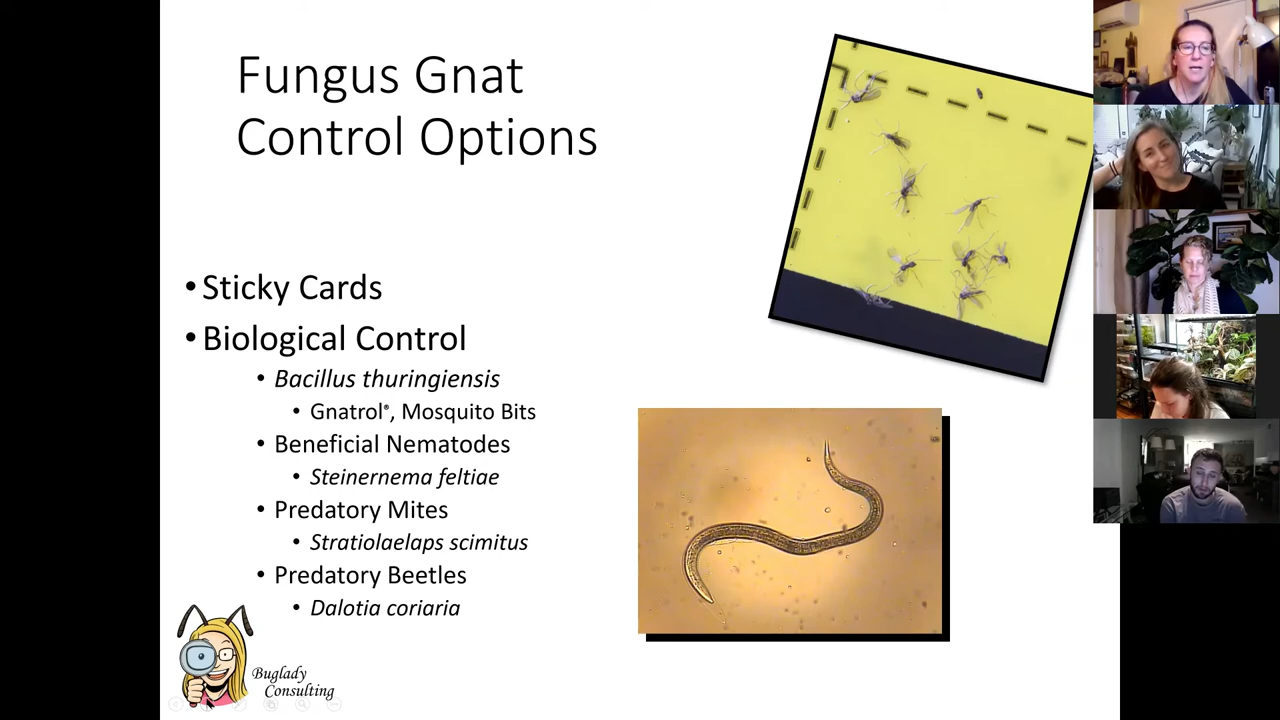 Fungus Gnat
Control Options
• Sticky Cards
• Biological Control
• Bacillus thuringiensis
• Gnatrol®, Mosquito Bits
• Beneficial Nematodes
• Steinernema feltiae
• Predatory Mites
• Stratiolaelaps scimitus
• Predatory Beetles
• Dalotia coriaria
Buglady
Consulting